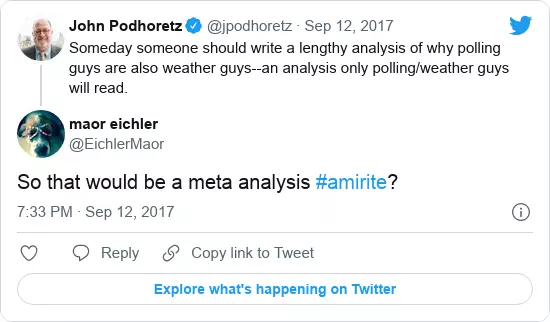 John Podhoretz @jpodhoretz · Sep 12, 2017
Someday someone should write a lengthy analysis of why polling
guys are also weather guys--an analysis only polling/weather guys
will read.
maor eichler
@EichlerMaor
So that would be a meta analysis #amirite?
7:33 PM · Sep 12, 2017
Reply Copy link to Tweet
Explore what's happening on Twitter